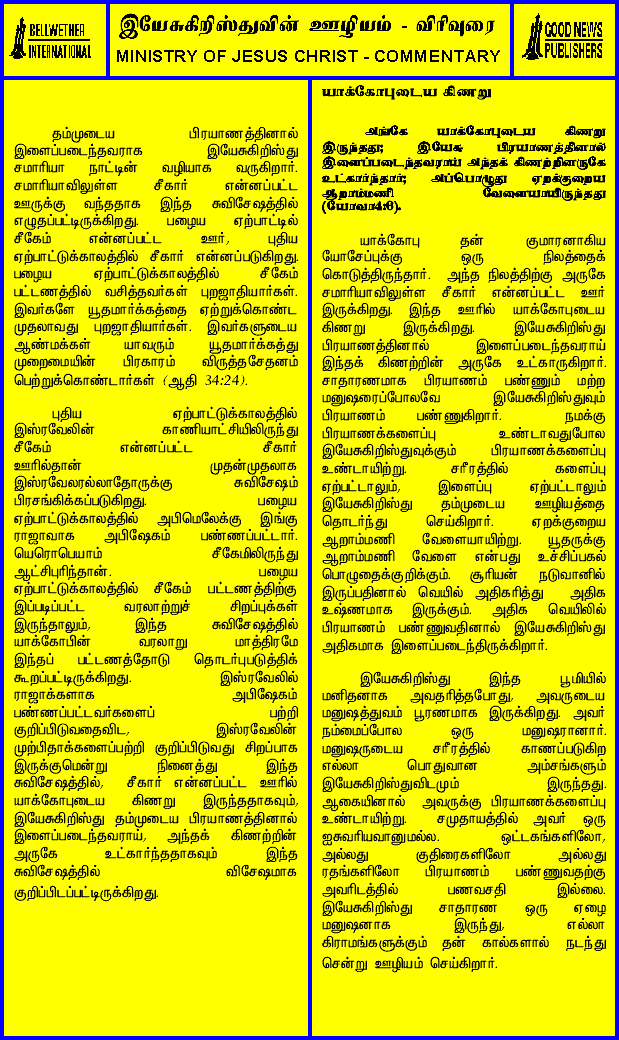 BELLWETHER
INTERNATIONAL
இயேசுகிறிஸ்துவின் ஊழியம் - விரிவுரை
MINISTRY OF JESUS CHRIST - COMMENTARY
GOOD NEWS
PUBLISHERS
தம்முடைய பிரயாணத்தினால்
இளைப்படைந்தவராக இயேசுகிறிஸ்து
சமாரியா நாட்டின் வழியாக வருகிறார்.
சமாரியாவிலுள்ள சீகார் என்னப்பட்ட
ஊருக்கு வந்ததாக இந்த சுவிசேஷத்தில்
எழுதப்பட்டிருக்கிறது. பழைய ஏற்பாட்டில்
சீகேம் என்னப்பட்ட ஊர், புதிய
ஏற்பாட்டுக்காலத்தில் சீகார் என்னப்படுகிறது.
பழைய ஏற்பாட்டுக்காலத்தில் சீகேம்
பட்டணத்தில் வசித்தவர்கள் புறஜாதியார்கள்.
இவர்களே யூதமார்க்கத்தை ஏற்றுக்கொண்ட
முதலாவது புறஜாதியார்கள். இவர்களுடைய
ஆண்மக்கள் யாவரும் யூதமார்க்கத்து
முறைமையின் பிரகாரம் விருத்தசேதனம்
பெற்றுக்கொண்டார்கள் (ஆதி 34:24).
புதிய ஏற்பாட்டுக்காலத்தில்
இஸ்ரவேலின் காணியாட்சியிலிருந்து
சீகேம் என்னப்பட்ட சீகார்
ஊரில்தான் முதன்முதலாக
இஸ்ரவேலரல்லாதோருக்கு சுவிசேஷம்
பிரசங்கிக்கப்படுகிறது. பழைய
ஏற்பாட்டுக்காலத்தில் அபிமெலேக்கு இங்கு
ராஜாவாக அபிஷேகம் பண்ணப்பட்டார்.
யெரொபெயாம் சீகேமிலிருந்து
ஆட்சிபுரிந்தான். பழைய
ஏற்பாட்டுக்காலத்தில் சீகேம் பட்டணத்திற்கு
இப்படிப்பட்ட வரலாற்றுச் சிறப்புக்கள்
இருந்தாலும், இந்த சுவிசேஷத்தில்
யாக்கோபின் வரலாறு மாத்திரமே
இந்தப் பட்டணத்தோடு தொடர்புபடுத்திக்
கூறப்பட்டிருக்கிறது. இஸ்ரவேலில்
ராஜாக்களாக அபிஷேகம்
பண்ணப்பட்டவர்களைப் பற்றி
குறிப்பிடுவதைவிட, இஸ்ரவேலின்
முற்பிதாக்களைப்பற்றி குறிப்பிடுவது சிறப்பாக
இருக்குமென்று நினைத்து இந்த
சுவிசேஷத்தில், சீகார் என்னப்பட்ட ஊரில்
யாக்கோபுடைய கிணறு இருந்ததாகவும்,
இயேசுகிறிஸ்து தம்முடைய பிரயாணத்தினால்
இளைப்படைந்தவராய், அந்தக் கிணற்றின்
அருகே உட்கார்ந்ததாகவும் இந்த
சுவிசேஷத்தில் விசேஷமாக
குறிப்பிடப்பட்டிருக்கிறது.
யாக்கோபுடைய கிணறு
அங்கே யாக்கோபுடைய கிணறு
இருந்தது; இயேசு பிரயாணத்தினால்
இளைப்படைந்தவராய் அந்தக் கிணற்றினருகே
உட்கார்ந்தார்; அப்பொழுது ஏறக்குறைய
ஆறாம்மணி வேளையாயிருந்தது
(யோவா4:6).
யாக்கோபு தன் குமாரனாகிய
யோசேப்புக்கு ஒரு நிலத்தைக்
கொடுத்திருந்தார். அந்த நிலத்திற்கு அருகே
சமாரியாவிலுள்ள சீகார் என்னப்பட்ட ஊர்
இருக்கிறது. இந்த ஊரில் யாக்கோபுடைய
கிணறு இருக்கிறது. இயேசுகிறிஸ்து
பிரயாணத்தினால் இளைப்படைந்தவராய்
இந்தக் கிணற்றின் அருகே உட்காருகிறார்.
சாதாரணமாக பிரயாணம் பண்ணும் மற்ற
மனுஷரைப்போலவே இயேசுகிறிஸ்துவும்
பிரயாணம் பண்ணுகிறார். நமக்கு
பிரயாணக்களைப்பு உண்டாவதுபோல
இயேசுகிறிஸ்துவுக்கும் பிரயாணக்களைப்பு
உண்டாயிற்று. சரீரத்தில் களைப்பு
ஏற்பட்டாலும், இளைப்பு ஏற்பட்டாலும்
இயேசுகிறிஸ்து தம்முடைய ஊழியத்தை
தொடர்ந்து செய்கிறார். ஏறக்குறைய
ஆறாம்மணி வேளையாயிற்று. யூதருக்கு
ஆறாம்மணி வேளை என்பது உச்சிப்பகல்
பொழுதைக்குறிக்கும். சூரியன் நடுவானில்
இருப்பதினால் வெயில் அதிகரித்து அதிக
உஷ்ணமாக இருக்கும். அதிக வெயிலில்
பிரயாணம் பண்ணுவதினால் இயேசுகிறிஸ்து
அதிகமாக இளைப்படைந்திருக்கிறார்.
இயேசுகிறிஸ்து இந்த பூமியில்
மனிதனாக அவதரித்தபோது, அவருடைய
மனுஷத்துவம் பூரணமாக இருக்கிறது. அவர்
நம்மைப்போல ஒரு மனுஷரானார்.
மனுஷருடைய சரீரத்தில் காணப்படுகிற
எல்லா பொதுவான அம்சங்களும்
இயேசுகிறிஸ்துவிடமும் இருந்தது.
ஆகையினால் அவருக்கு பிரயாணக்களைப்பு
உண்டாயிற்று. சமுதாயத்தில் அவர் ஒரு
ஐசுவரியவானுமல்ல. ஒட்டகங்களிலோ,
அல்லது குதிரைகளிலோ அல்லது
ரதங்களிலோ பிரயாணம் பண்ணுவதற்கு
அவரிடத்தில் பணவசதி இல்லை.
இயேசுகிறிஸ்து சாதாரண ஒரு ஏழை
மனுஷனாக இருந்து, எல்லா
கிராமங்களுக்கும் தன் கால்களால் நடந்து
சென்று ஊழியம் செய்கிறார்.